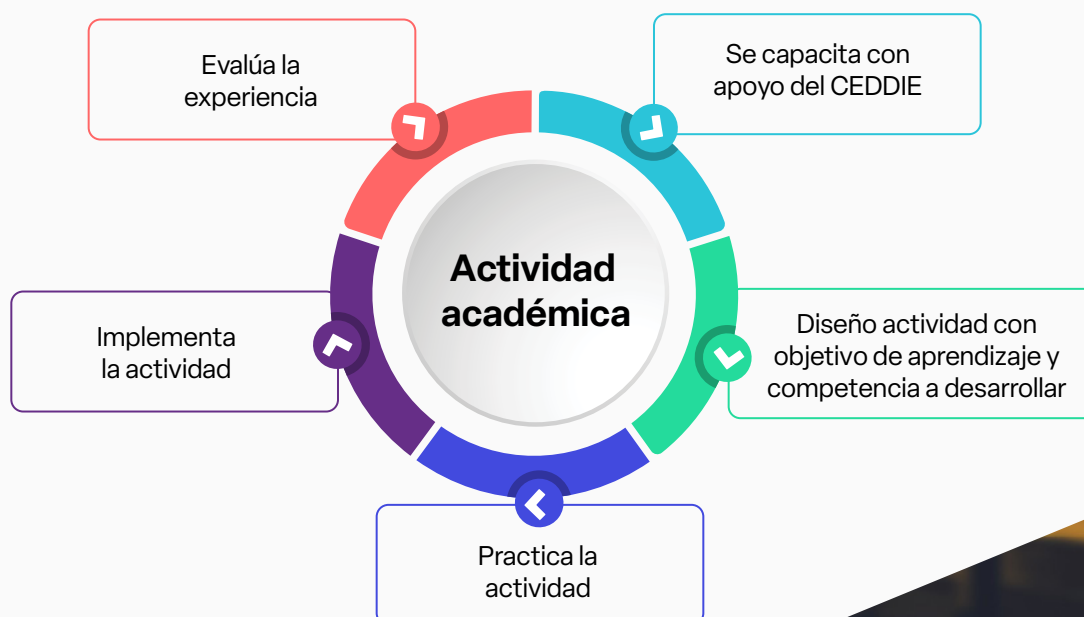 Evalúa la
experiencia
Se capacita con
apoyo del CEDDIE
Actividad
académica
Implementa
la actividad
Diseño actividad con
objetivo de aprendizaje y
competencia a desarrollar
Practica la
actividad